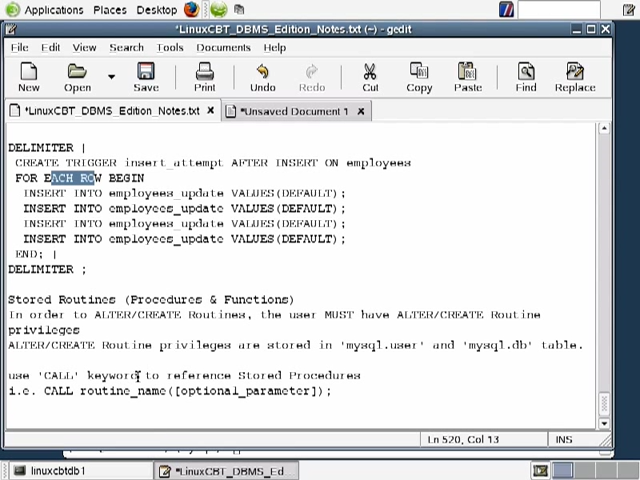 Applications Places Desktop
*LinuxCBT_DBMS_Edition_Notes.txt (~) - gedit
File Edit View Search Tools Documents Help
New Open Save Print Undo Redo Cut Copy Paste Find Replace
*LinuxCBT_DBMS_Edition_Notes.txt × *Unsaved Document 1 ×
DELIMITER |
CREATE TRIGGER insert_attempt AFTER INSERT ON employees
FOR EACH ROW BEGIN
INSERT INTO employees_update VALUES(DEFAULT);
INSERT INTO employees_update VALUES(DEFAULT);
INSERT INTO employees_update VALUES(DEFAULT);
INSERT INTO employees_update VALUES(DEFAULT);
END; |
DELIMITER ;
Stored Routines (Procedures & Functions)
In order to ALTER/CREATE Routines, the user MUST have ALTER/CREATE Routine
privileges
ALTER/CREATE Routine privileges are stored in 'mysql.user' and 'mysql.db' table.
use 'CALL' keyword to reference Stored Procedures
i.e. CALL routine_name([optional_parameter]);
Ln 520, Col 13 INS
linuxcbtdb1 *LinuxCBT_DBMS_Ed